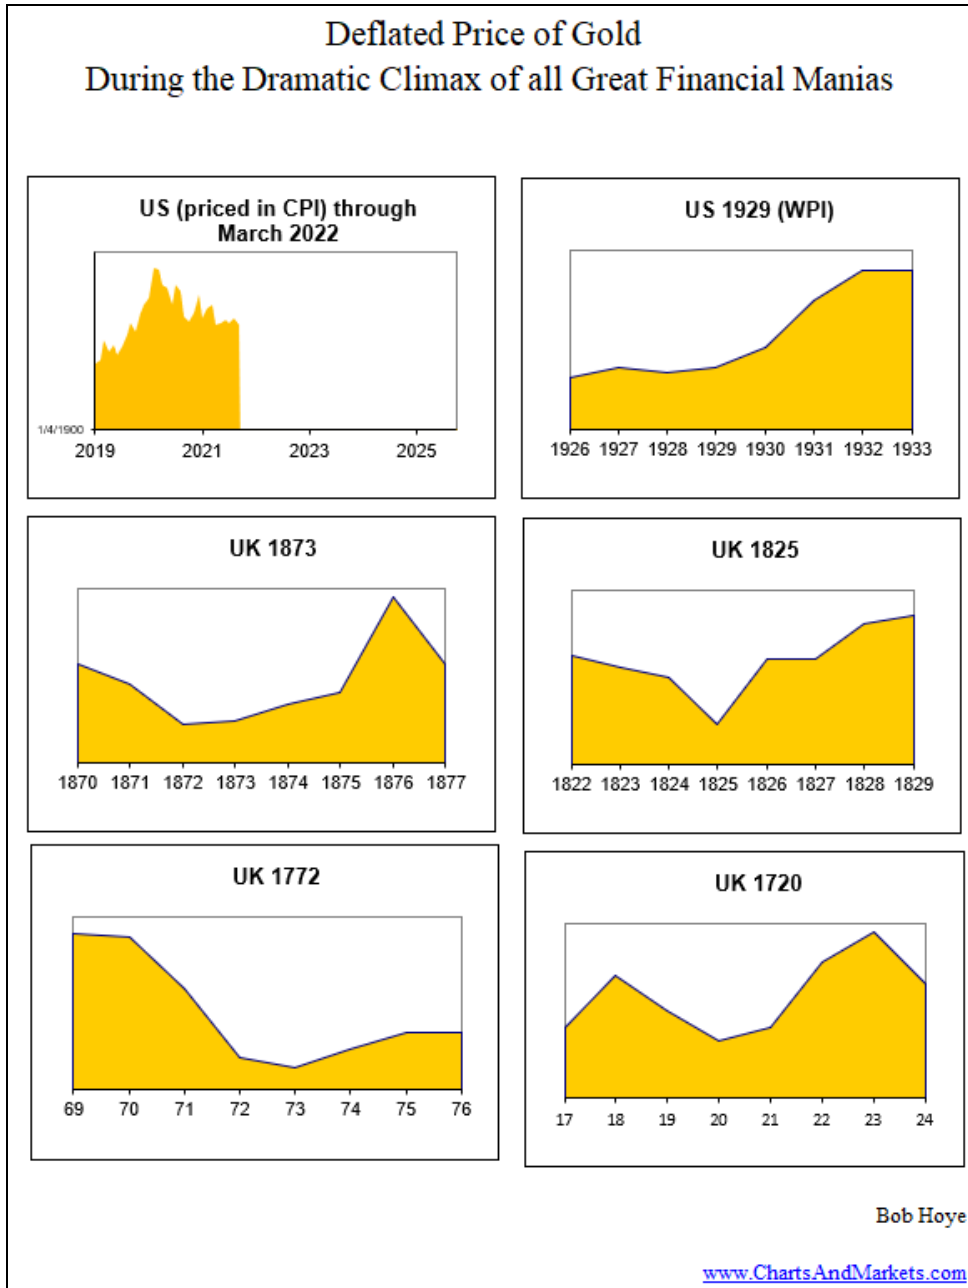 Deflated Price of Gold
During the Dramatic Climax of all Great Financial Manias
US (priced in CPI) through
March 2022
1/4/1900
2019 2021 2023 2025
US 1929 (WPI)
1926 1927 1928 1929 1930 1931 1932 1933
UK 1873
1870 1871 1872 1873 1874 1875 1876 1877
UK 1825
1822 1823 1824 1825 1826 1827 1828 1829
UK 1772
69 70 71 72 73 74 75 76
UK 1720
17 18 19 20 21 22 23 24
Bob Hoye
www.ChartsAndMarkets.com